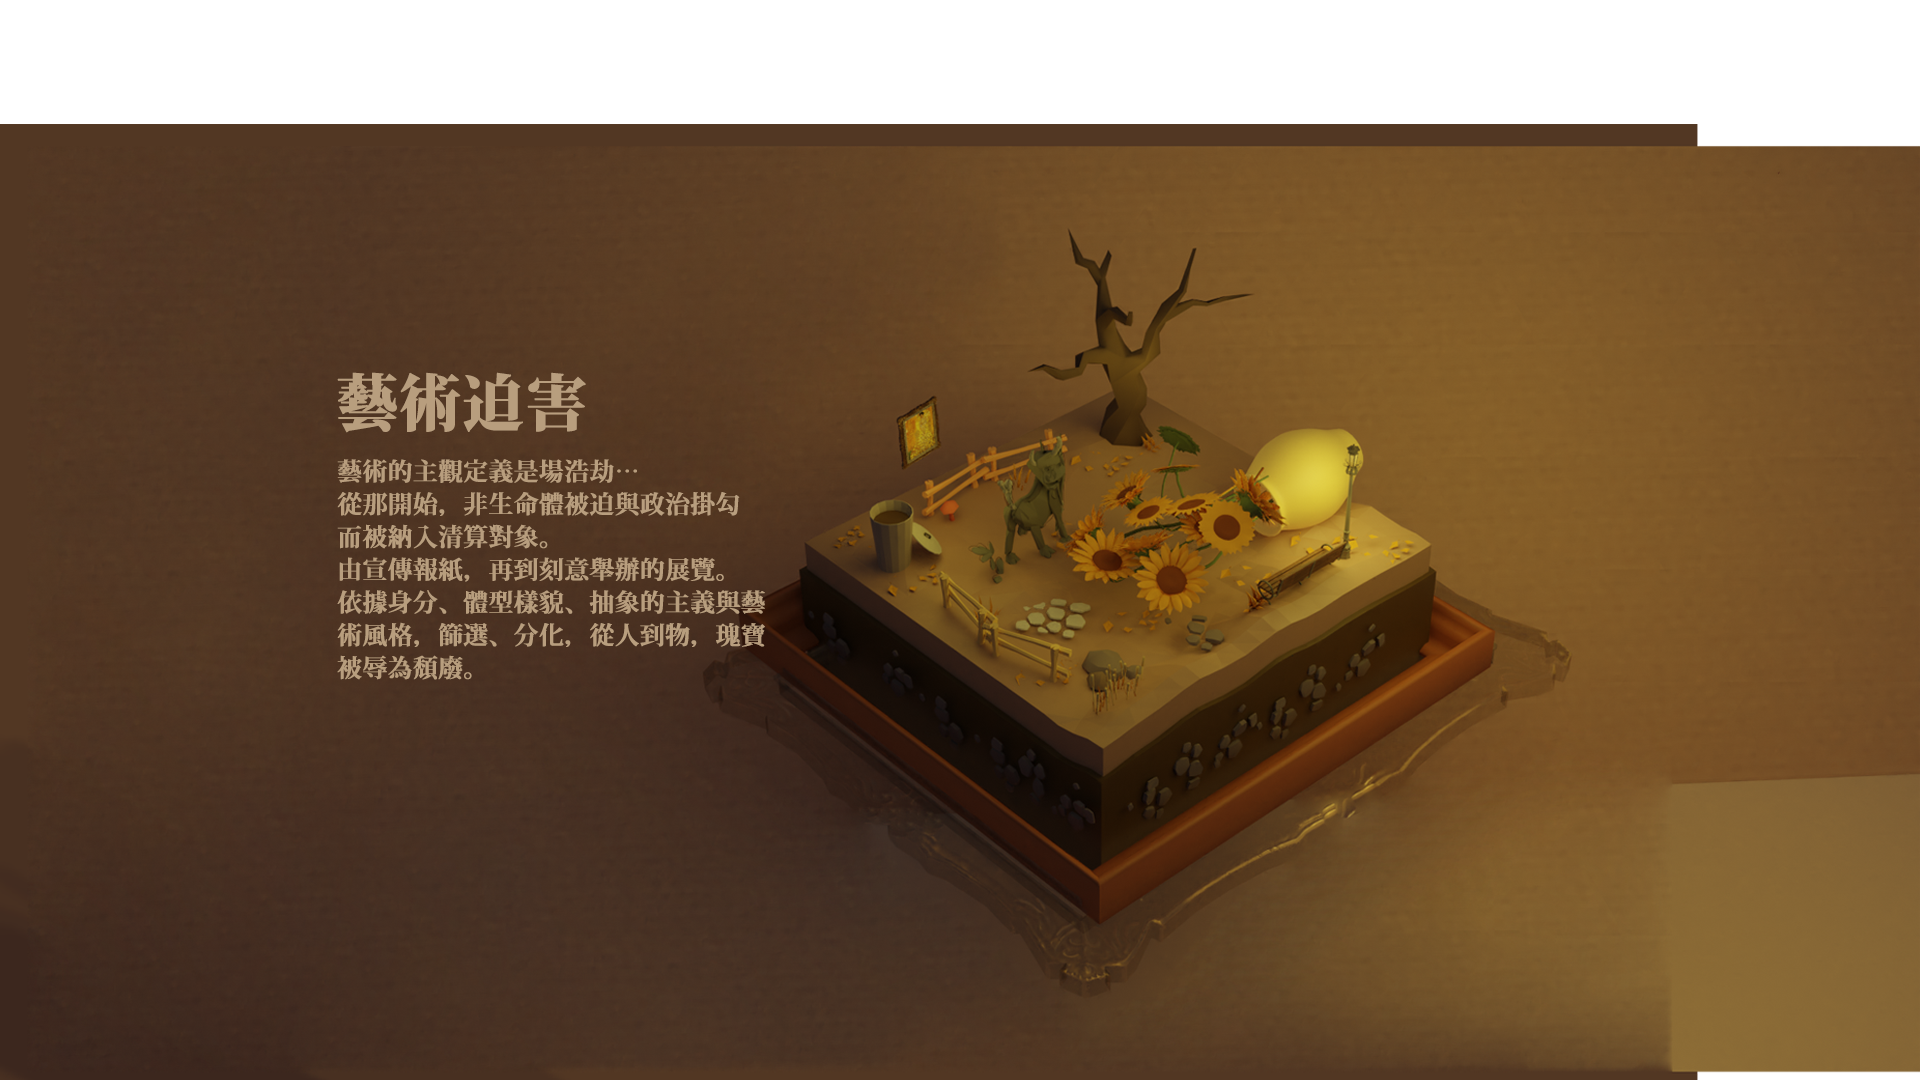 藝術迫害
藝術的主觀定義是場浩劫⋯
從那開始，非生命體被迫與政治掛勾
而被納入清算對象。
由宣傳報紙，再到刻意舉辦的展覽。
依據身分、體型樣貌、抽象的主義與藝
術風格，篩選、分化，從人到物，瑰寶
被辱為頹廢。